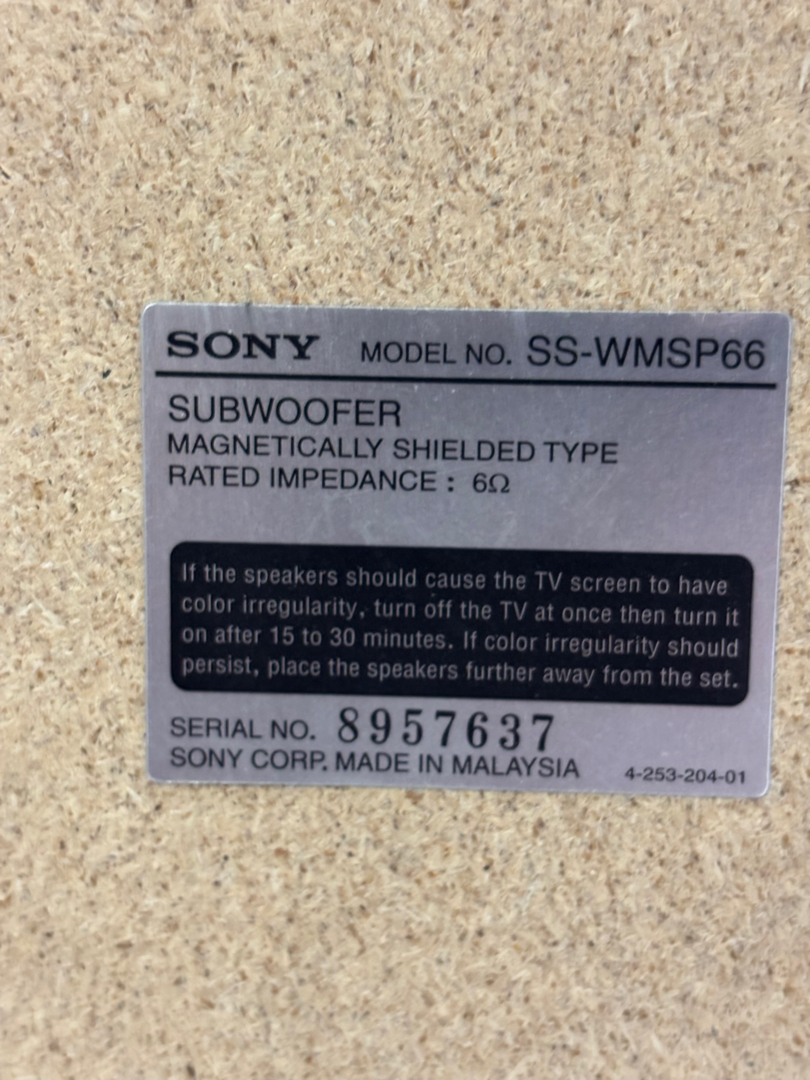 SONY MODEL NO. SS-WMSP66
SUBWOOFER
MAGNETICALLY SHIELDED TYPE
RATED IMPEDANCE : 6Ω
If the speakers should cause the TV screen to have
color irregularity, turn off the TV at once then turn it
on after 15 to 30 minutes. If color irregularity should
persist, place the speakers further away from the set.
SERIAL NO. 8957637
SONY CORP. MADE IN MALAYSIA 4-253-204-01